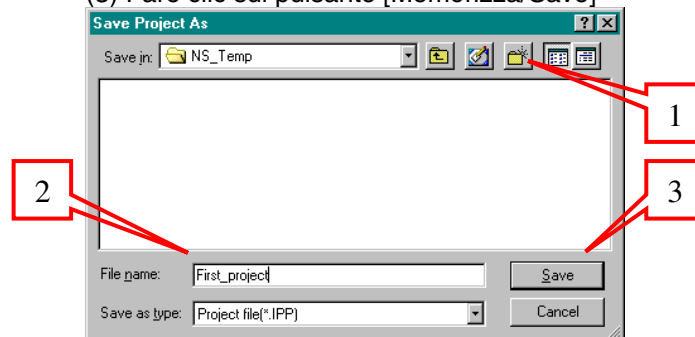 (3) Fare clic sul pulsante [Memorizza/Save]
Save Project As
Save in: NS_Temp
1
2
3
File name: First_project Save
Save as type: Project file(*.IPP) Cancel